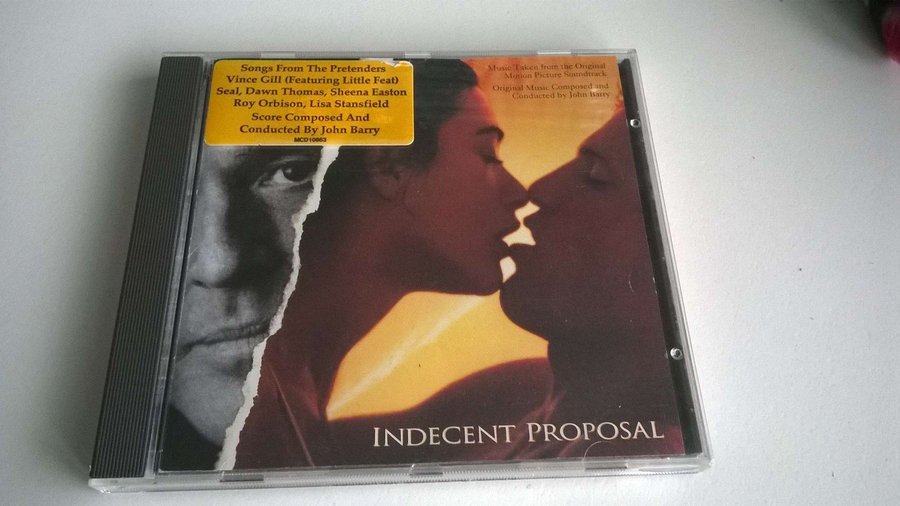 Songs From The Pretenders
Vince Gill (Featuring Little Feat)
Seal, Dawn Thomas, Sheena Easton
Roy Orbison, Lisa Stansfield
Score Composed And
Conducted By John Barry
MCD10863
Music Taken from the Original
Motion Picture Soundtrack
Original Music Composed and
Conducted by John Barry
INDECENT PROPOSAL